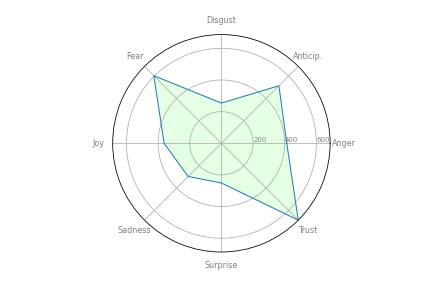 Disgust
Fear
Anticip.
Joy
200
400
600
Anger
Sadness
Trust
Surprise